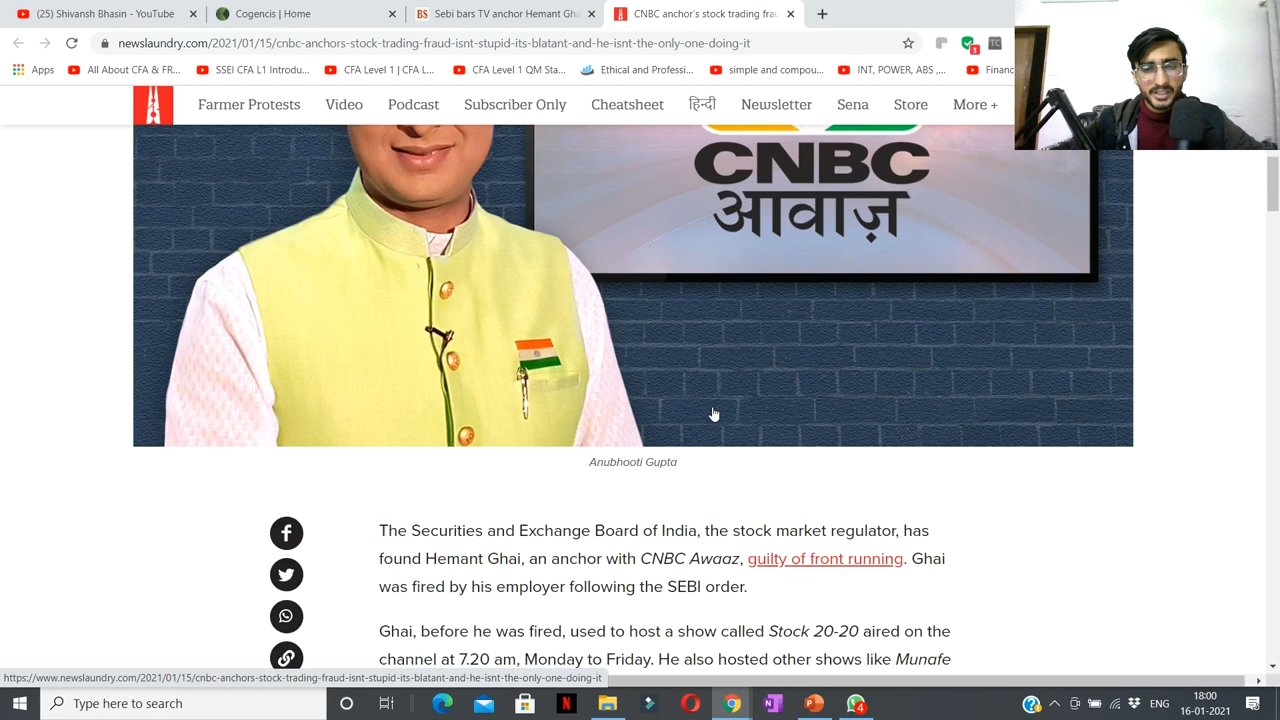 (25) Shivansh Bhasin - YouTube
Cogencis | Home
BS Sebi bars TV anchor Hemant Gha
CNBC anchor's stock trading frau
newslaundry.com/2021/01/15/cnbc-anchors-stock-trading-fraud-isnt-stupid-its-blatant-and-he-isnt-the-only-one-doing-it
3
TC
Apps
All About CFA & FR...
SSEI CFA L1 Introdu...
CFA Level 1 | CFA L...
CFA Level 1 QM Sta...
Ethical and Professi...
simple and compou...
INT, POWER, ABS ,...
Financ
Farmer Protests
Video
Podcast
Subscriber Only
Cheatsheet
हिन्दी
Newsletter
Sena
Store
More +
CNBC
आवाज़
Anubhooti Gupta
The Securities and Exchange Board of India, the stock market regulator, has
found Hemant Ghai, an anchor with CNBC Awaaz, guilty of front running. Ghai
was fired by his employer following the SEBI order.
Ghai, before he was fired, used to host a show called Stock 20-20 aired on the
channel at 7.20 am, Monday to Friday. He also hosted other shows like Munafe
https://www.newslaundry.com/2021/01/15/cnbc-anchors-stock-trading-fraud-isnt-stupid-its-blatant-and-he-isnt-the-only-one-doing-it
Type here to search
4
ENG
18:00
16-01-2021